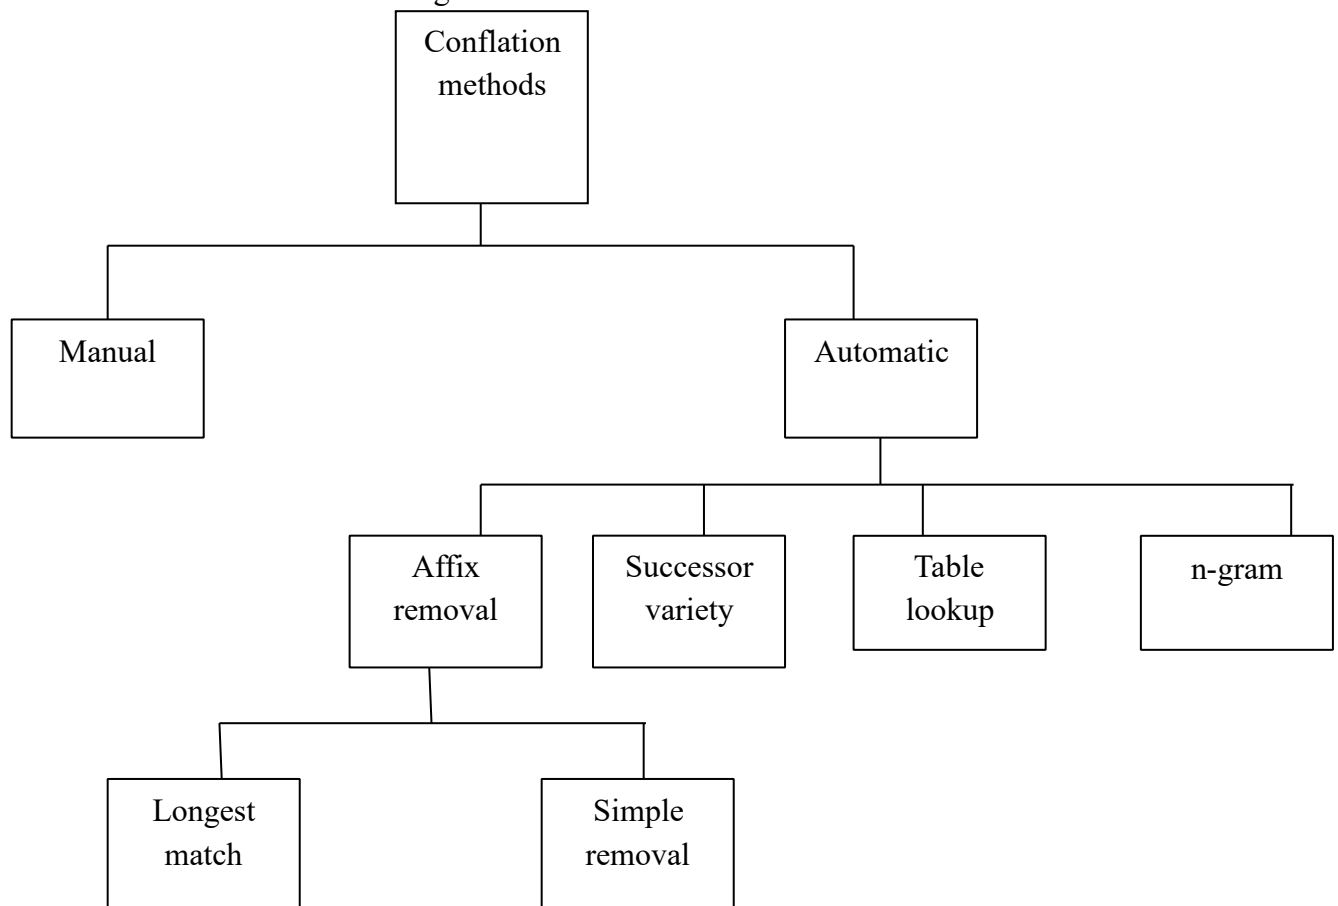 Conflation
methods
Manual
Automatic
Affix
removal
Successor
variety
Table
lookup
n-gram
Longest
match
Simple
removal